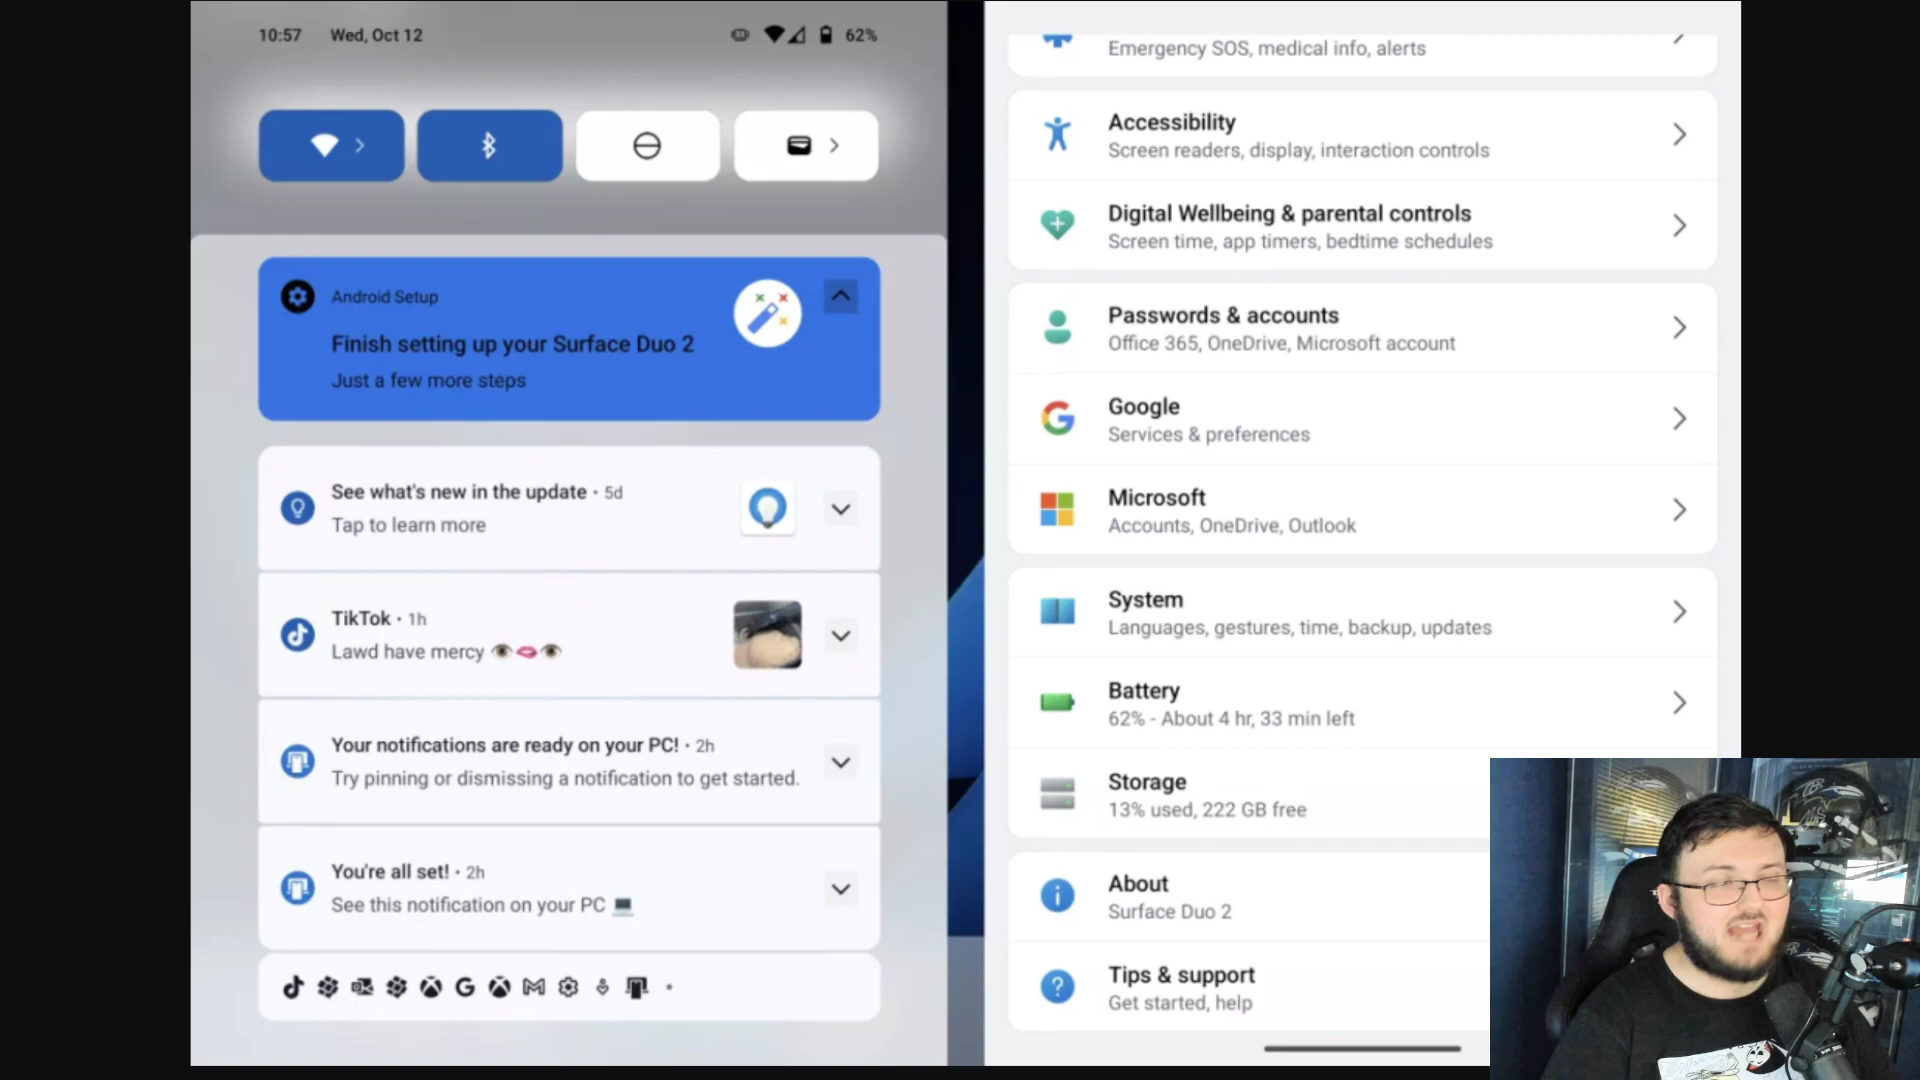 10:57 Wed, Oct 12 62%
Android Setup
Finish setting up your Surface Duo 2
Just a few more steps
See what's new in the update • 5d
Tap to learn more
TikTok • 1h
Lawd have mercy 👁️🫦👁️
Your notifications are ready on your PC! • 2h
Try pinning or dismissing a notification to get started.
You're all set! • 2h
See this notification on your PC 💻
Emergency SOS, medical info, alerts
Accessibility
Screen readers, display, interaction controls
Digital Wellbeing & parental controls
Screen time, app timers, bedtime schedules
Passwords & accounts
Office 365, OneDrive, Microsoft account
Google
Services & preferences
Microsoft
Accounts, OneDrive, Outlook
System
Languages, gestures, time, backup, updates
Battery
62% - About 4 hr, 33 min left
Storage
13% used, 222 GB free
About
Surface Duo 2
Tips & support
Get started, help